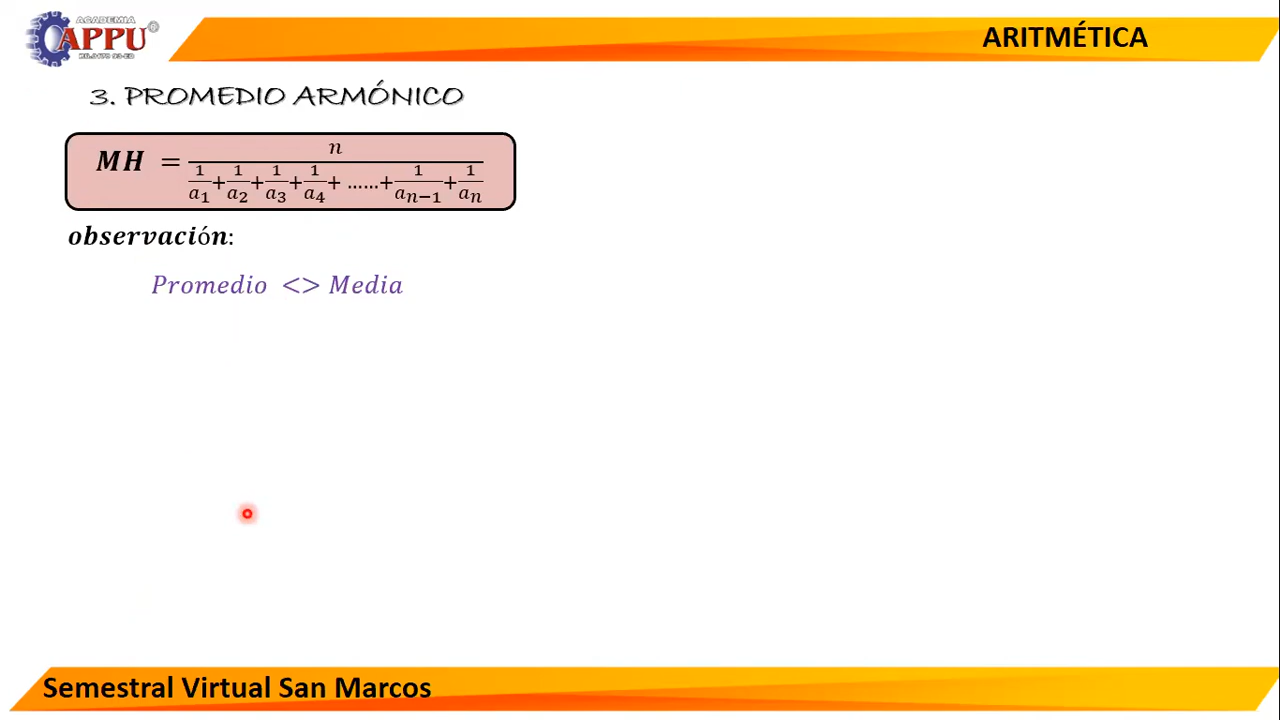 ACADEMIA
APPU
ARITMÉTICA
3. PROMEDIO ARMÓNICO
MH = n / (1/a₁ + 1/a₂ + 1/a₃ + 1/a₄ + ......+ 1/aₙ₋₁ + 1/aₙ)
observación:
Promedio <> Media
Semestral Virtual San Marcos